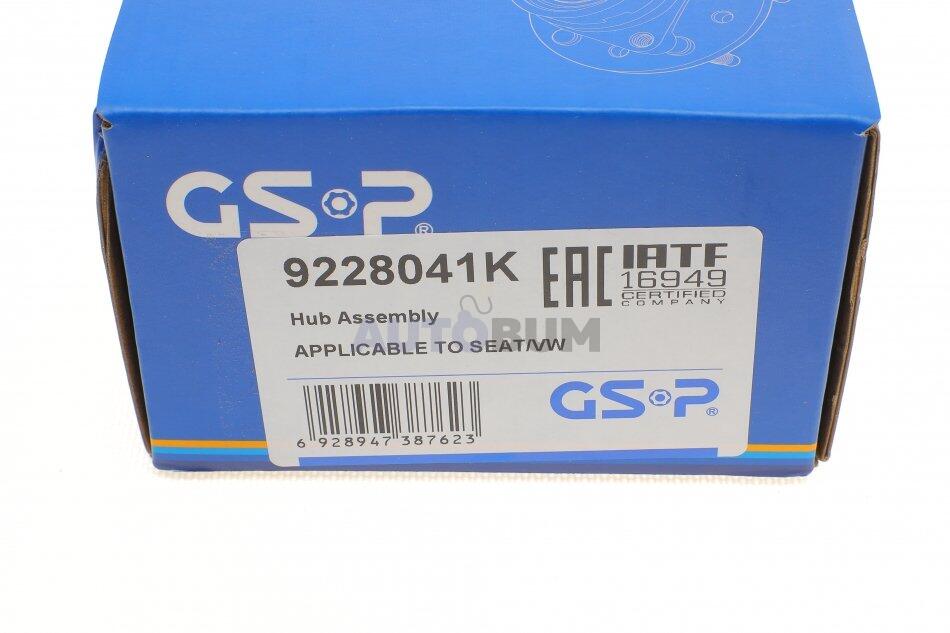 GSP®
9228041K
EAC
IATF
16949
CERTIFIED
COMPANY
Hub Assembly
AUTOBUM
APPLICABLE TO SEAT/VW
GSP®
6 928947 387623